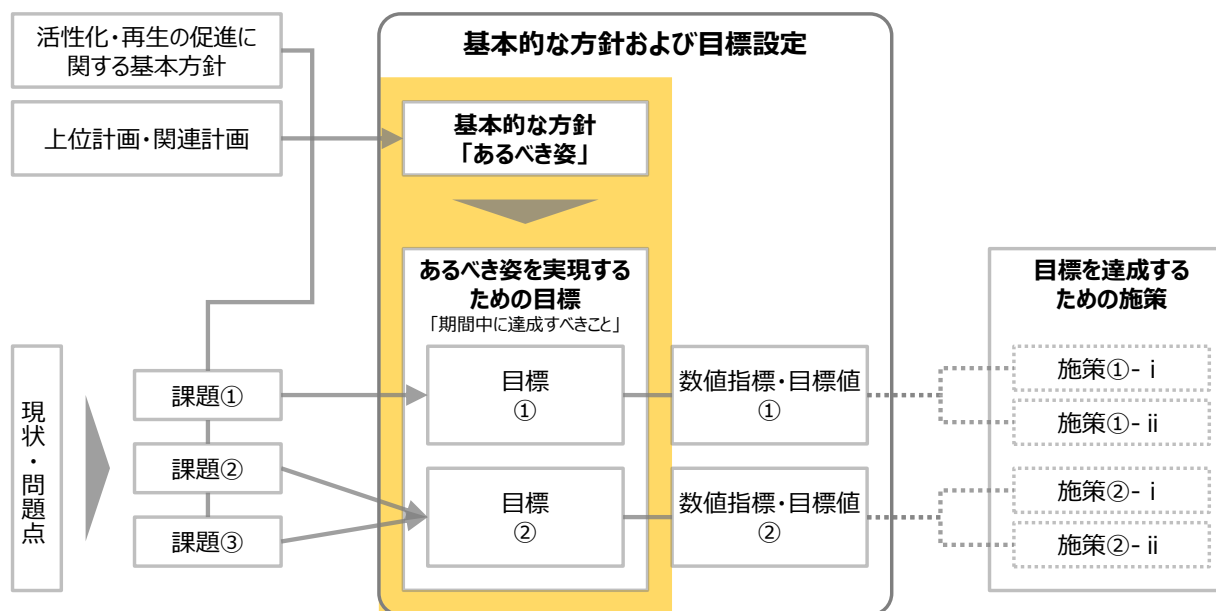 活性化・再生の促進に
関する基本方針
上位計画・関連計画
基本的な方針および目標設定
基本的な方針
「あるべき姿」
あるべき姿を実現する
ための目標
「期間中に達成すべきこと」
目標を達成する
ための施策
現状・問題点
課題①
課題②
課題③
目標
①
数値指標・目標値
①
目標
②
数値指標・目標値
②
施策①- i
施策①- ii
施策②- i
施策②- ii